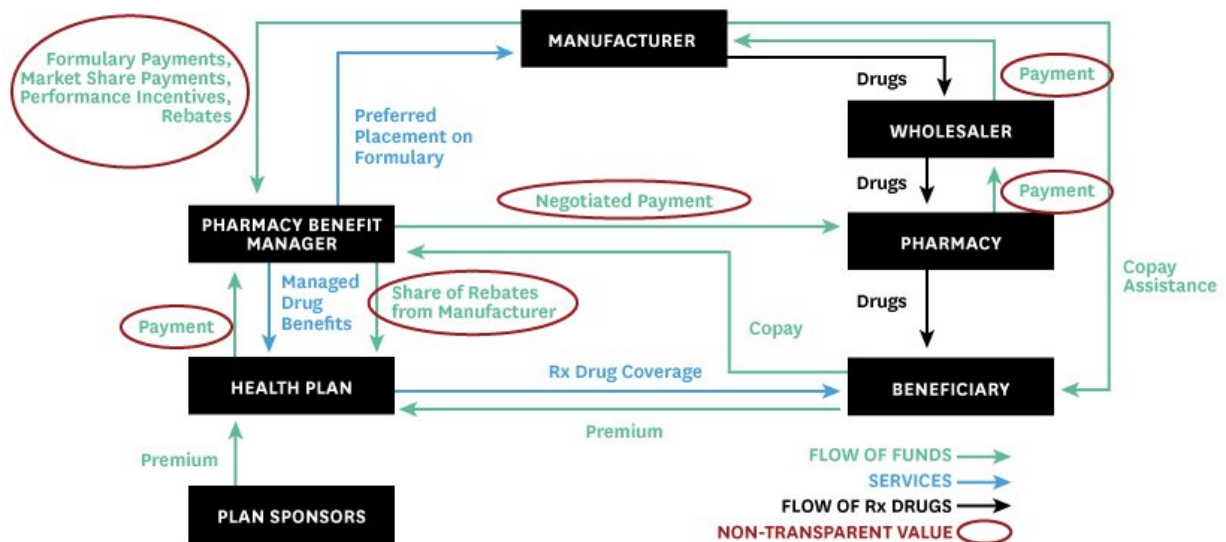 MANUFACTURER
Formulary Payments,
Market Share Payments,
Performance Incentives,
Rebates
Payment
Drugs
Preferred
Placement on
Formulary
WHOLESALER
Drugs
Payment
Negotiated Payment
PHARMACY BENEFIT
MANAGER
PHARMACY
Copay
Assistance
Managed
Drug
Benefits
Share of Rebates
from Manufacturer
Drugs
Payment
Copay
HEALTH PLAN
Rx Drug Coverage
BENEFICIARY
Premium
Premium
PLAN SPONSORS
FLOW OF FUNDS
SERVICES
FLOW OF Rx DRUGS
NON-TRANSPARENT VALUE